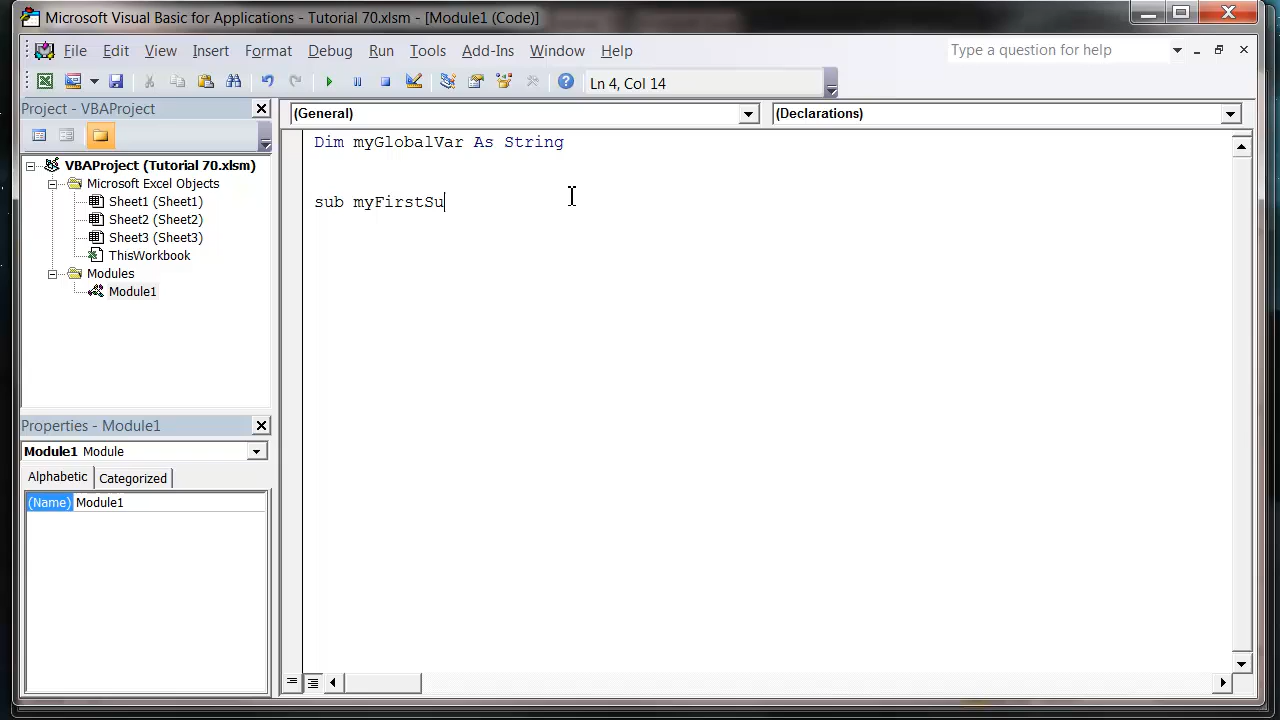 Microsoft Visual Basic for Applications - Tutorial 70.xlsm - [Module1 (Code)]
File Edit View Insert Format Debug Run Tools Add-Ins Window Help Type a question for help
Ln 4, Col 14
Project - VBAProject
VBAProject (Tutorial 70.xlsm)
Microsoft Excel Objects
Sheet1 (Sheet1)
Sheet2 (Sheet2)
Sheet3 (Sheet3)
ThisWorkbook
Modules
Module1
Properties - Module1
Module1 Module
Alphabetic Categorized
(Name) Module1
(General) (Declarations)
Dim myGlobalVar As String
sub myFirstSu